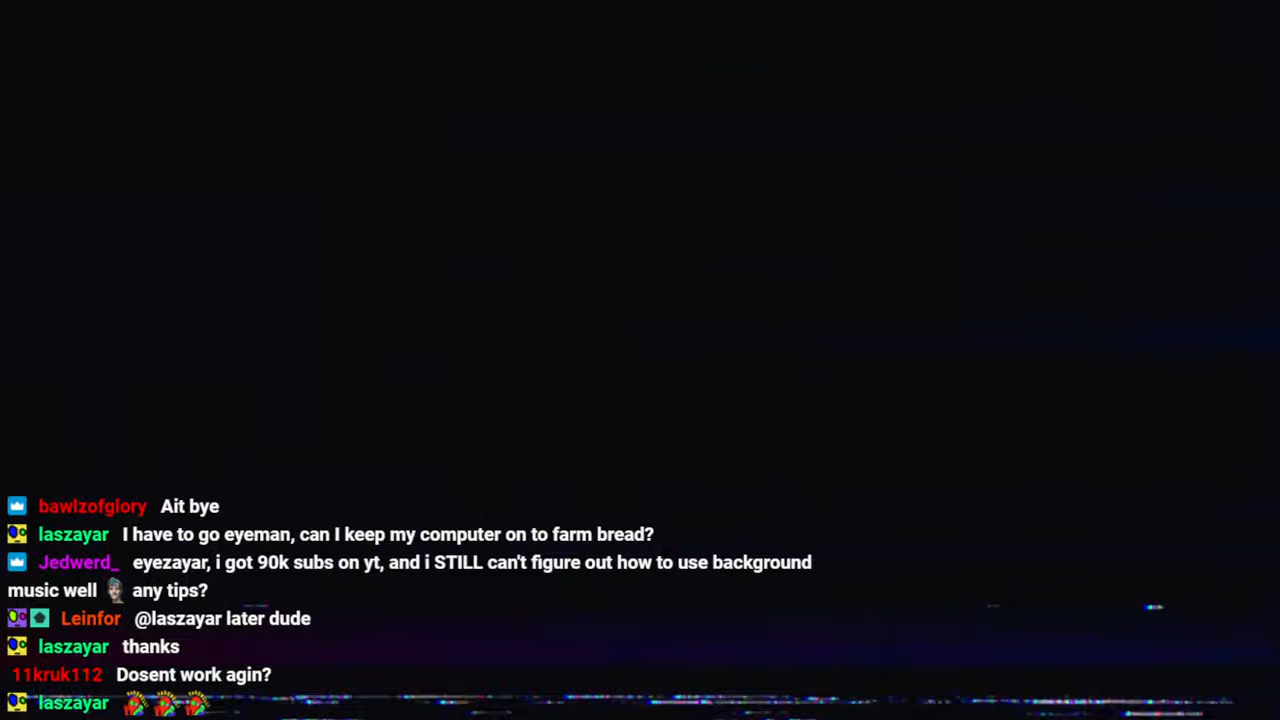 bawlzofglory Ait bye
laszayar I have to go eyeman, can I keep my computer on to farm bread?
Jedwerd_ eyezayar, i got 90k subs on yt, and i STILL can't figure out how to use background
music well any tips?
Leinfor @laszayar later dude
laszayar thanks
11kruk112 Dosent work agin?
laszayar